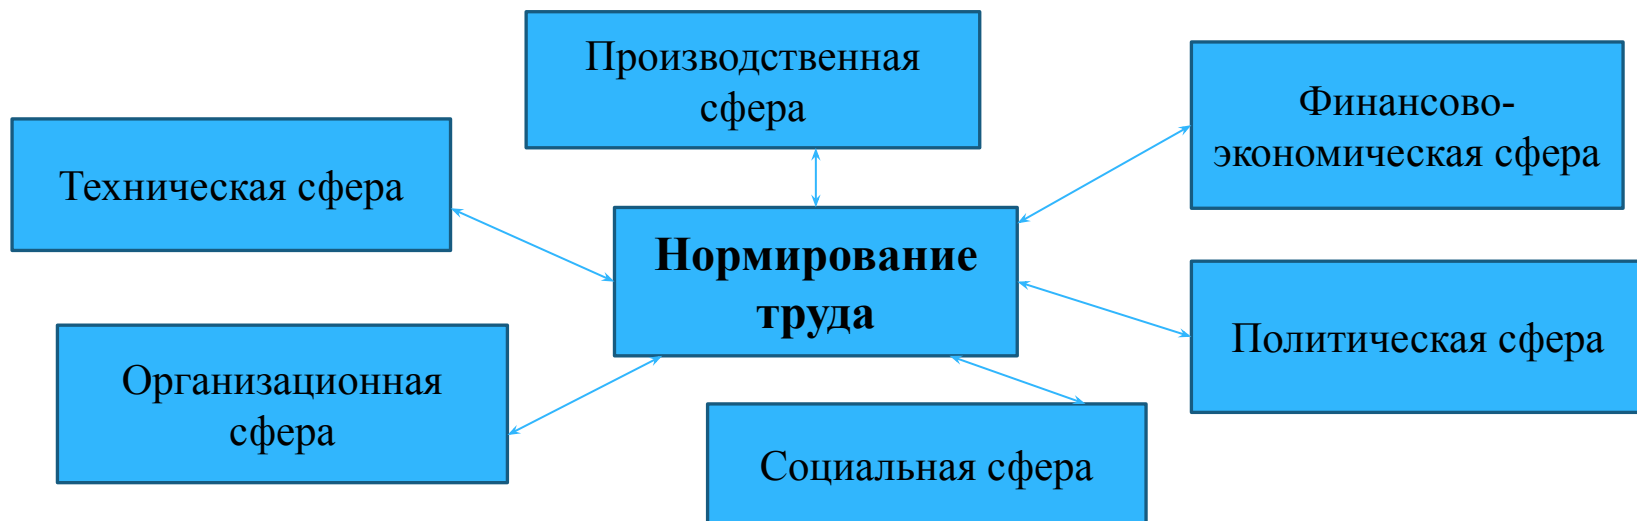 Производственная
сфера
Финансово-
экономическая сфера
Техническая сфера
Нормирование
труда
Политическая сфера
Организационная
сфера
Социальная сфера